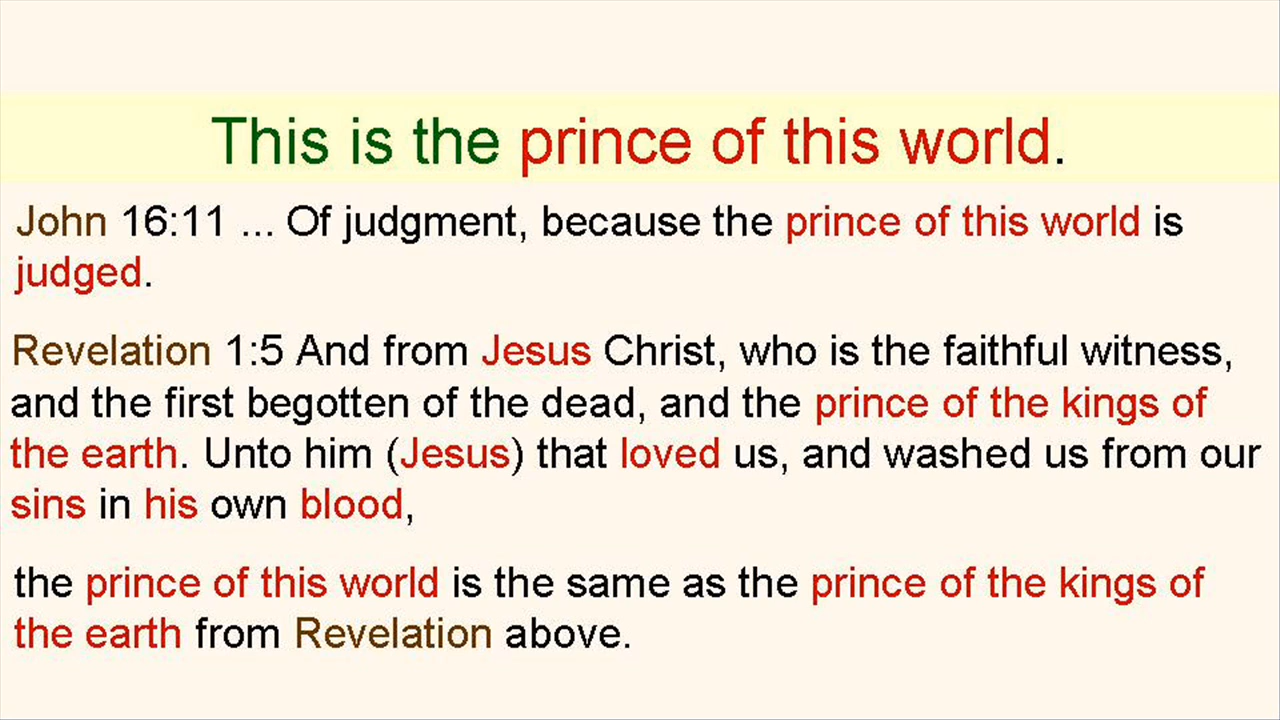 This is the prince of this world.
John 16:11 ... Of judgment, because the prince of this world is
judged.
Revelation 1:5 And from Jesus Christ, who is the faithful witness,
and the first begotten of the dead, and the prince of the kings of
the earth. Unto him (Jesus) that loved us, and washed us from our
sins in his own blood,
the prince of this world is the same as the prince of the kings of
the earth from Revelation above.